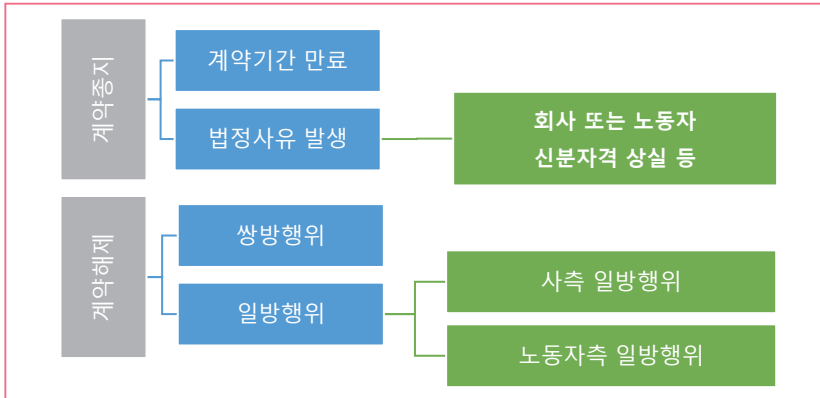 계약종지
계약기간 만료
법정사유 발생
회사 또는 노동자
신분자격 상실 등
계약해제
쌍방행위
일방행위
사측 일방행위
노동자측 일방행위